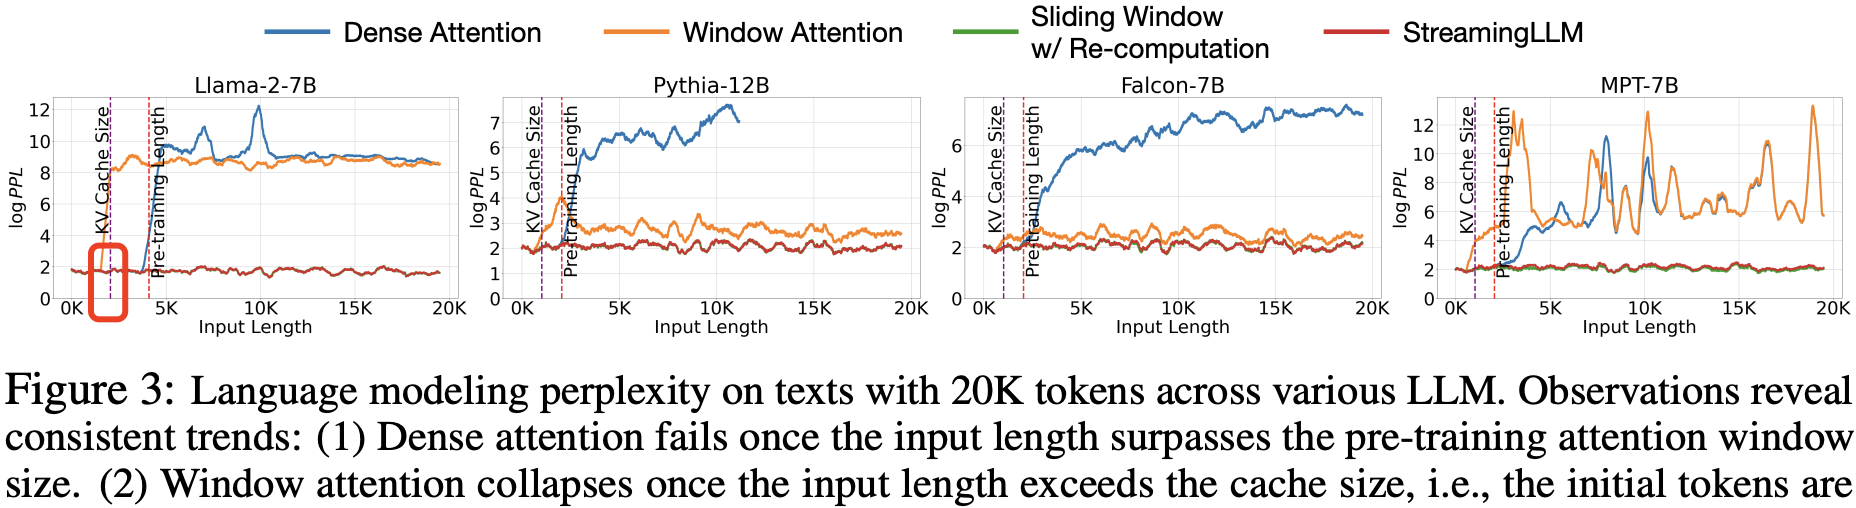 Dense Attention
Window Attention
Sliding Window
w/ Re-computation
StreamingLLM
Llama-2-7B
log PPL
12
10
8
6
4
2
0
KV Cache Size
Pre-training Length
0K 5K 10K 15K 20K
Input Length
Pythia-12B
log PPL
7
6
5
4
3
2
1
0
KV Cache Size
Pre-training Length
0K 5K 10K 15K 20K
Input Length
Falcon-7B
log PPL
6
4
2
0
KV Cache Size
Pre-training Length
0K 5K 10K 15K 20K
Input Length
MPT-7B
log PPL
12
10
8
6
4
2
0
KV Cache Size
Pre-training Length
0K 5K 10K 15K 20K
Input Length
Figure 3: Language modeling perplexity on texts with 20K tokens across various LLM. Observations reveal
consistent trends: (1) Dense attention fails once the input length surpasses the pre-training attention window
size. (2) Window attention collapses once the input length exceeds the cache size, i.e., the initial tokens are